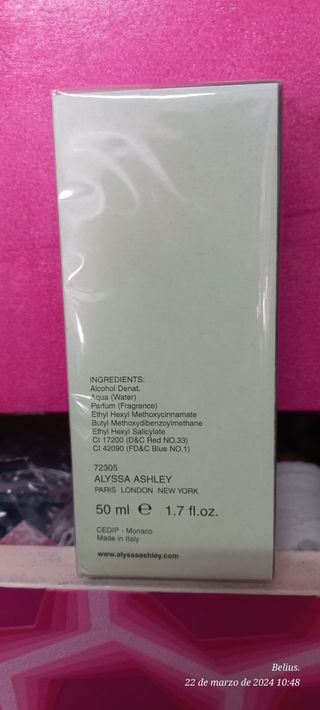 INGREDIENTS:
Alcohol Denat.
Aqua (Water)
Parfum (Fragrance)
Ethyl Hexyl Methoxycinnamate
Butyl Methoxydibenzoylmethane
Ethyl Hexyl Salicylate
CI 17200 (D&C Red NO.33)
CI 42090 (FD&C Blue NO.1)
72305
ALYSSA ASHLEY
PARIS LONDON NEW YORK
50 ml ℮ 1.7 fl.oz.
CEDIP - Monaco
Made in Italy
www.alyssaashley.com
Belius.
22 de marzo de 2024 10:48